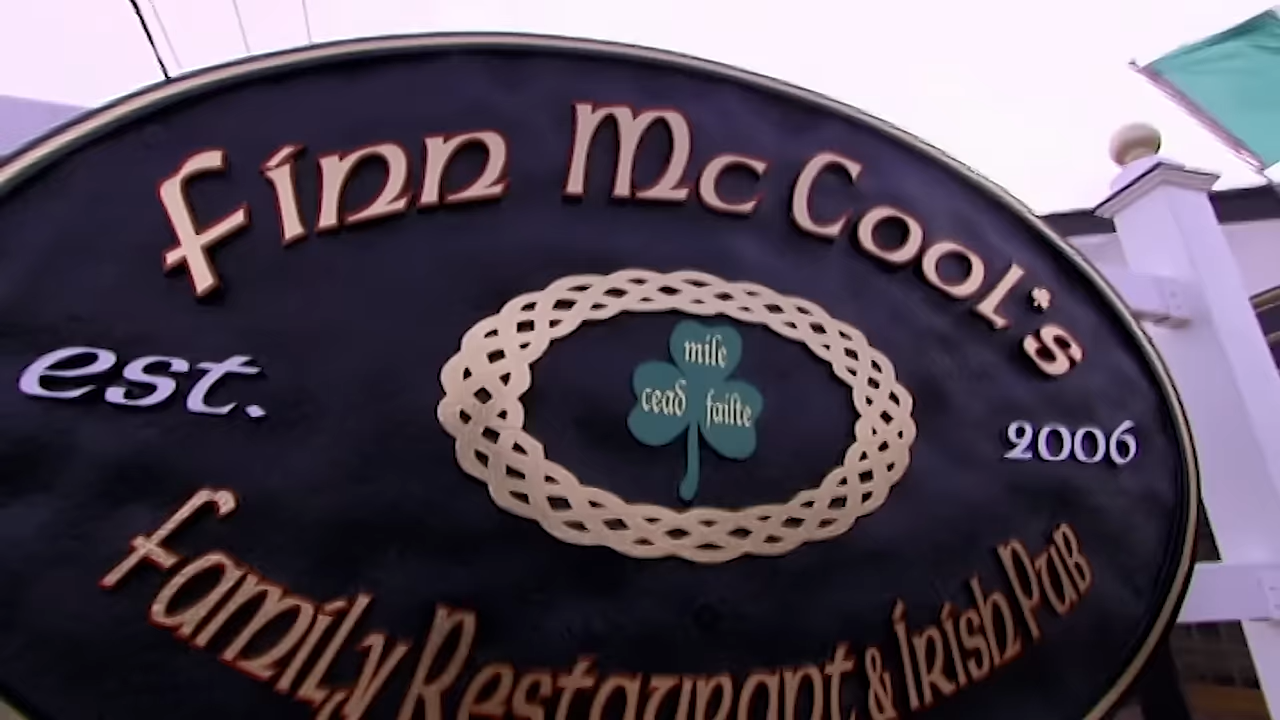 Finn McCool's
est.
mile
cead failte
2006
Family Restaurant & Irish Pub